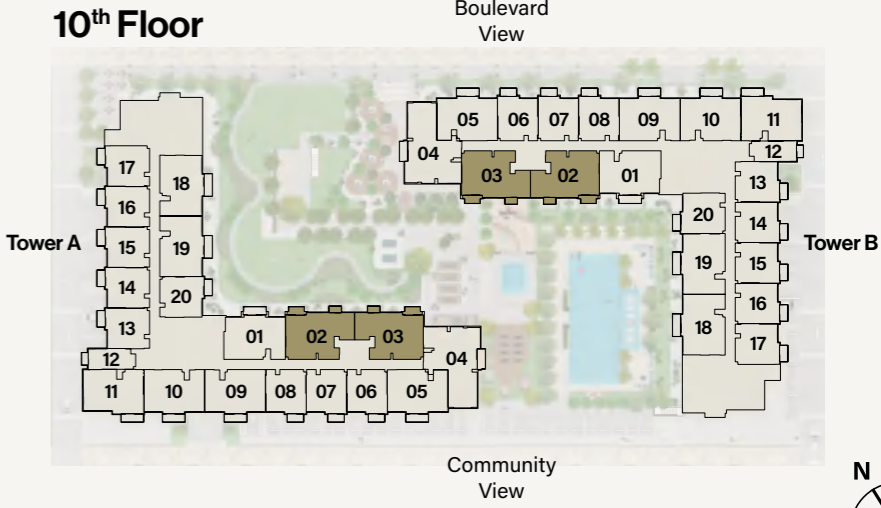 10th Floor
Boulevard
View
05 06 07 08 09 10 11
04
12
03 02 01
17
18
13
16
20
14
Tower A
15
19
19
15
Tower B
14
20
16
13
18
17
01 02 03
12
04
11 10 09 08 07 06 05
Community
View
N